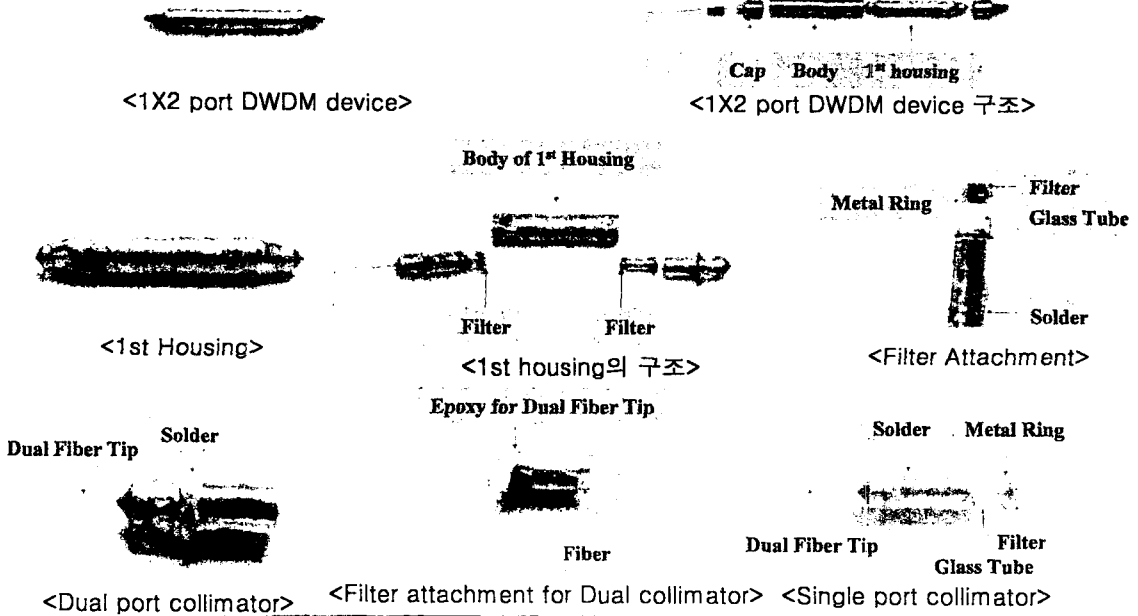 Cap Body 1st housing
<1X2 port DWDM device>
<1X2 port DWDM device 구조>
Body of 1st Housing
Metal Ring
Filter
Glass Tube
Solder
Filter
Filter
<1st Housing>
<1st housing의 구조>
<Filter Attachment>
Epoxy for Dual Fiber Tip
Dual Fiber Tip
Solder
Solder
Metal Ring
Fiber
Dual Fiber Tip
Filter
Glass Tube
<Dual port collimator>
<Filter attachment for Dual collimator>
<Single port collimator>